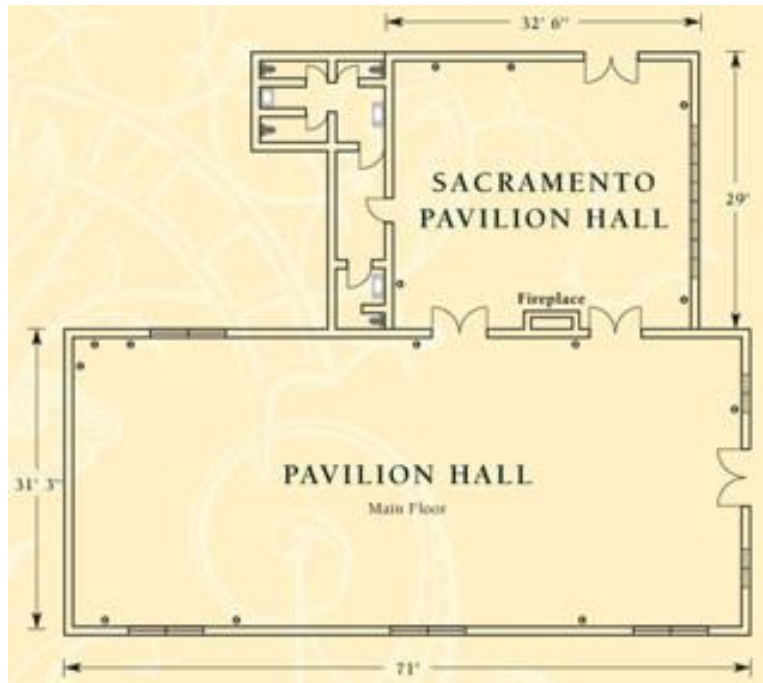 32' 6"
SACRAMENTO
PAVILION HALL
29'
Fireplace
31' 3"
PAVILION HALL
Main Floor
71'